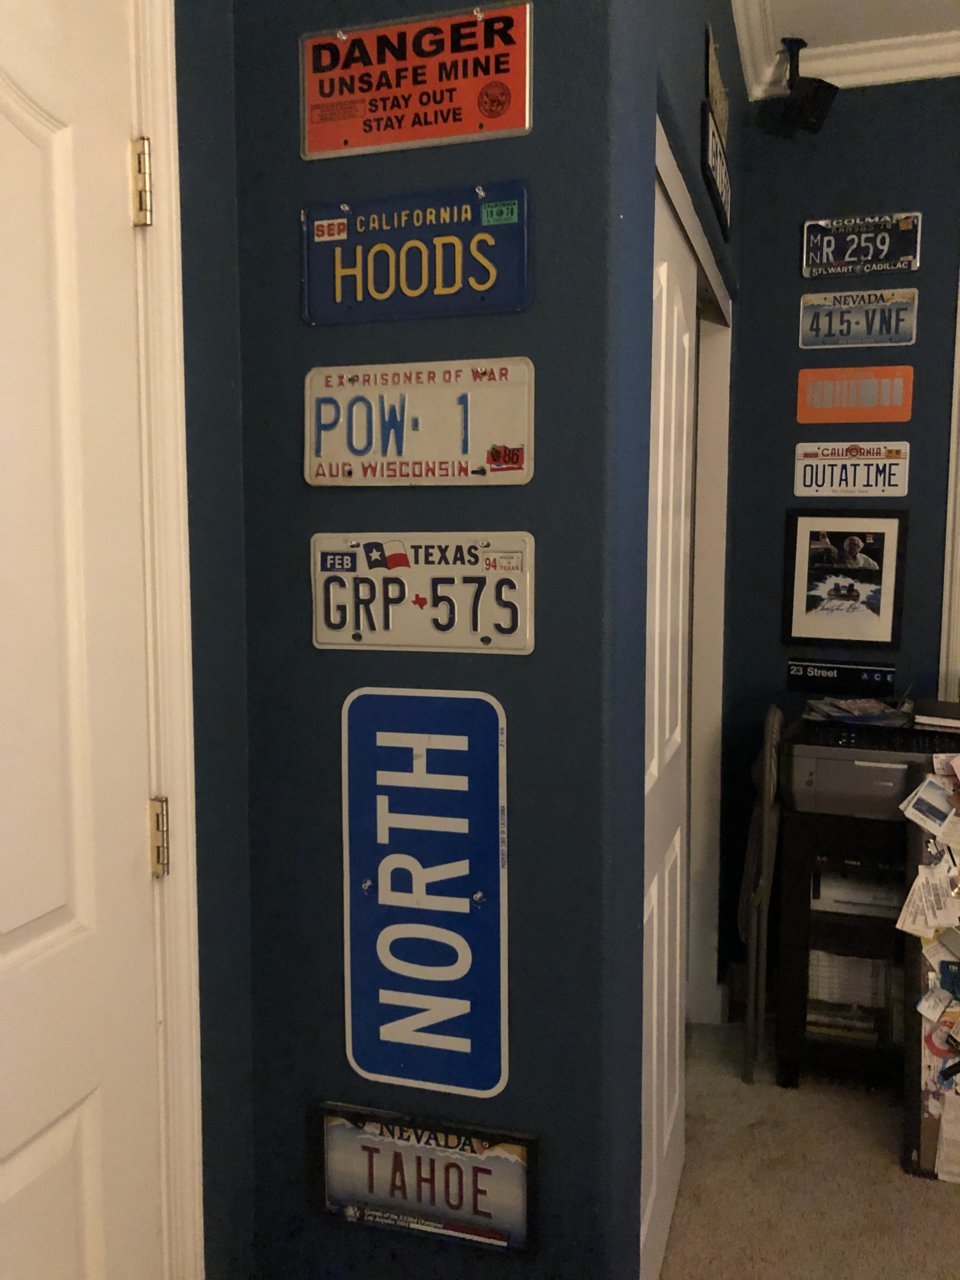 DANGER
UNSAFE MINE
STAY OUT
STAY ALIVE
SEP CALIFORNIA
HOODS
EX-PRISONER OF WAR
POW- 1
AUG WISCONSIN 86
FEB TEXAS 94
GRP 57S
NORTH
NEVADA
TAHOE
COLMA
MN R 259
STEWART CADILLAC
NEVADA
415·VNF
AUG CALIFORNIA
OUTATIME
23 Street A C E